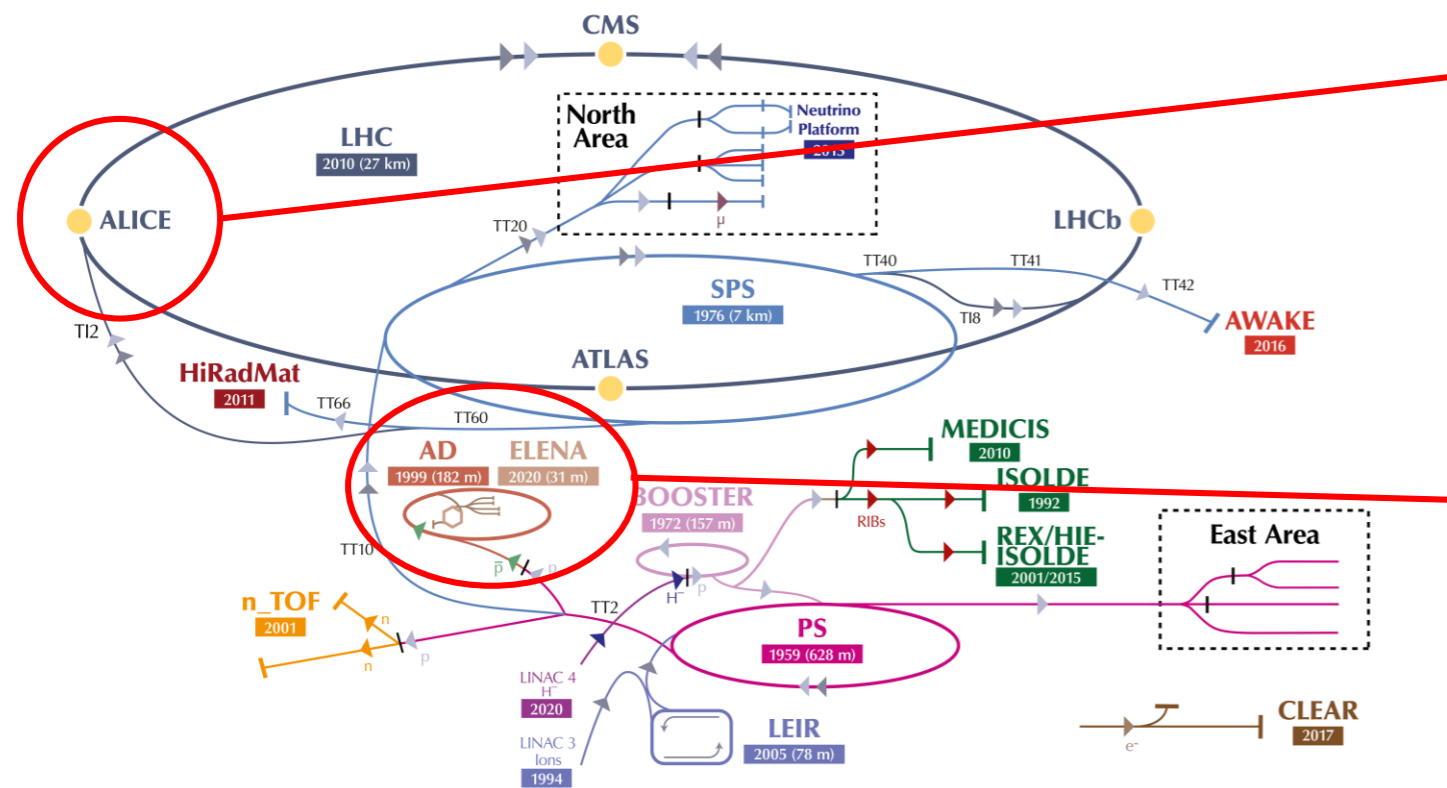 CMS
North
Area
Neutrino
Platform
LHC
2010 (27 km)
μ
ALICE
LHCb
TT20
TT40
TT41
TT42
SPS
1976 (7 km)
TI8
AWAKE
2016
TI2
ATLAS
HiRadMat
2011
TT66
TT60
AD
1999 (182 m)
ELENA
2020 (31 m)
MEDICIS
2010
BOOSTER
1972 (157 m)
ISOLDE
1992
RIBs
REX/HIE-
ISOLDE
2001/2015
East Area
TT10
p̄
p
H⁻
p
TT2
n_TOF
2001
n
n
p
PS
1959 (628 m)
LINAC 4
H⁻
2020
LINAC 3
Ions
1994
LEIR
2005 (78 m)
CLEAR
2017
e-